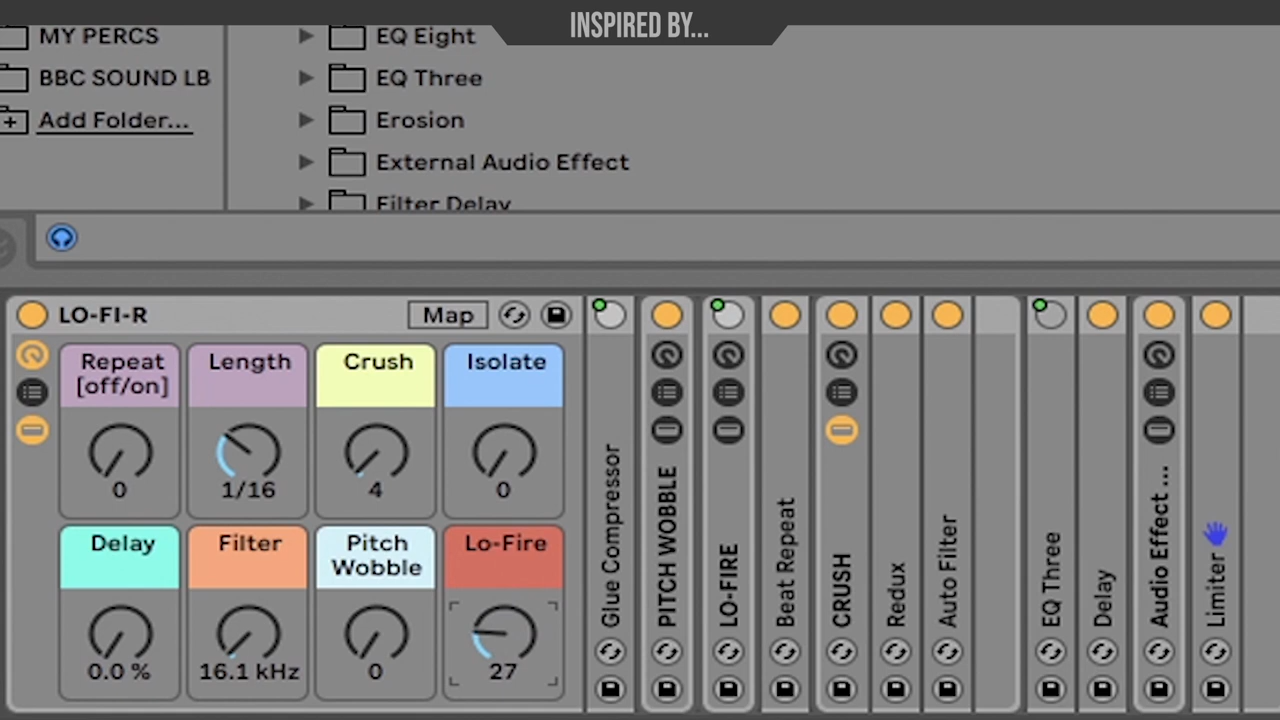 INSPIRED BY...
MY PERCS
BBC SOUND LB
Add Folder...
EQ Eight
EQ Three
Erosion
External Audio Effect
Filter Delay
LO-FI-R
Map
Repeat
[off/on]
0
Length
1/16
Crush
4
Isolate
0
Delay
0.0 %
Filter
16.1 kHz
Pitch
Wobble
0
Lo-Fire
27
Glue Compressor
PITCH WOBBLE
LO-FIRE
Beat Repeat
CRUSH
Redux
Auto Filter
EQ Three
Delay
Audio Effect ...
Limiter